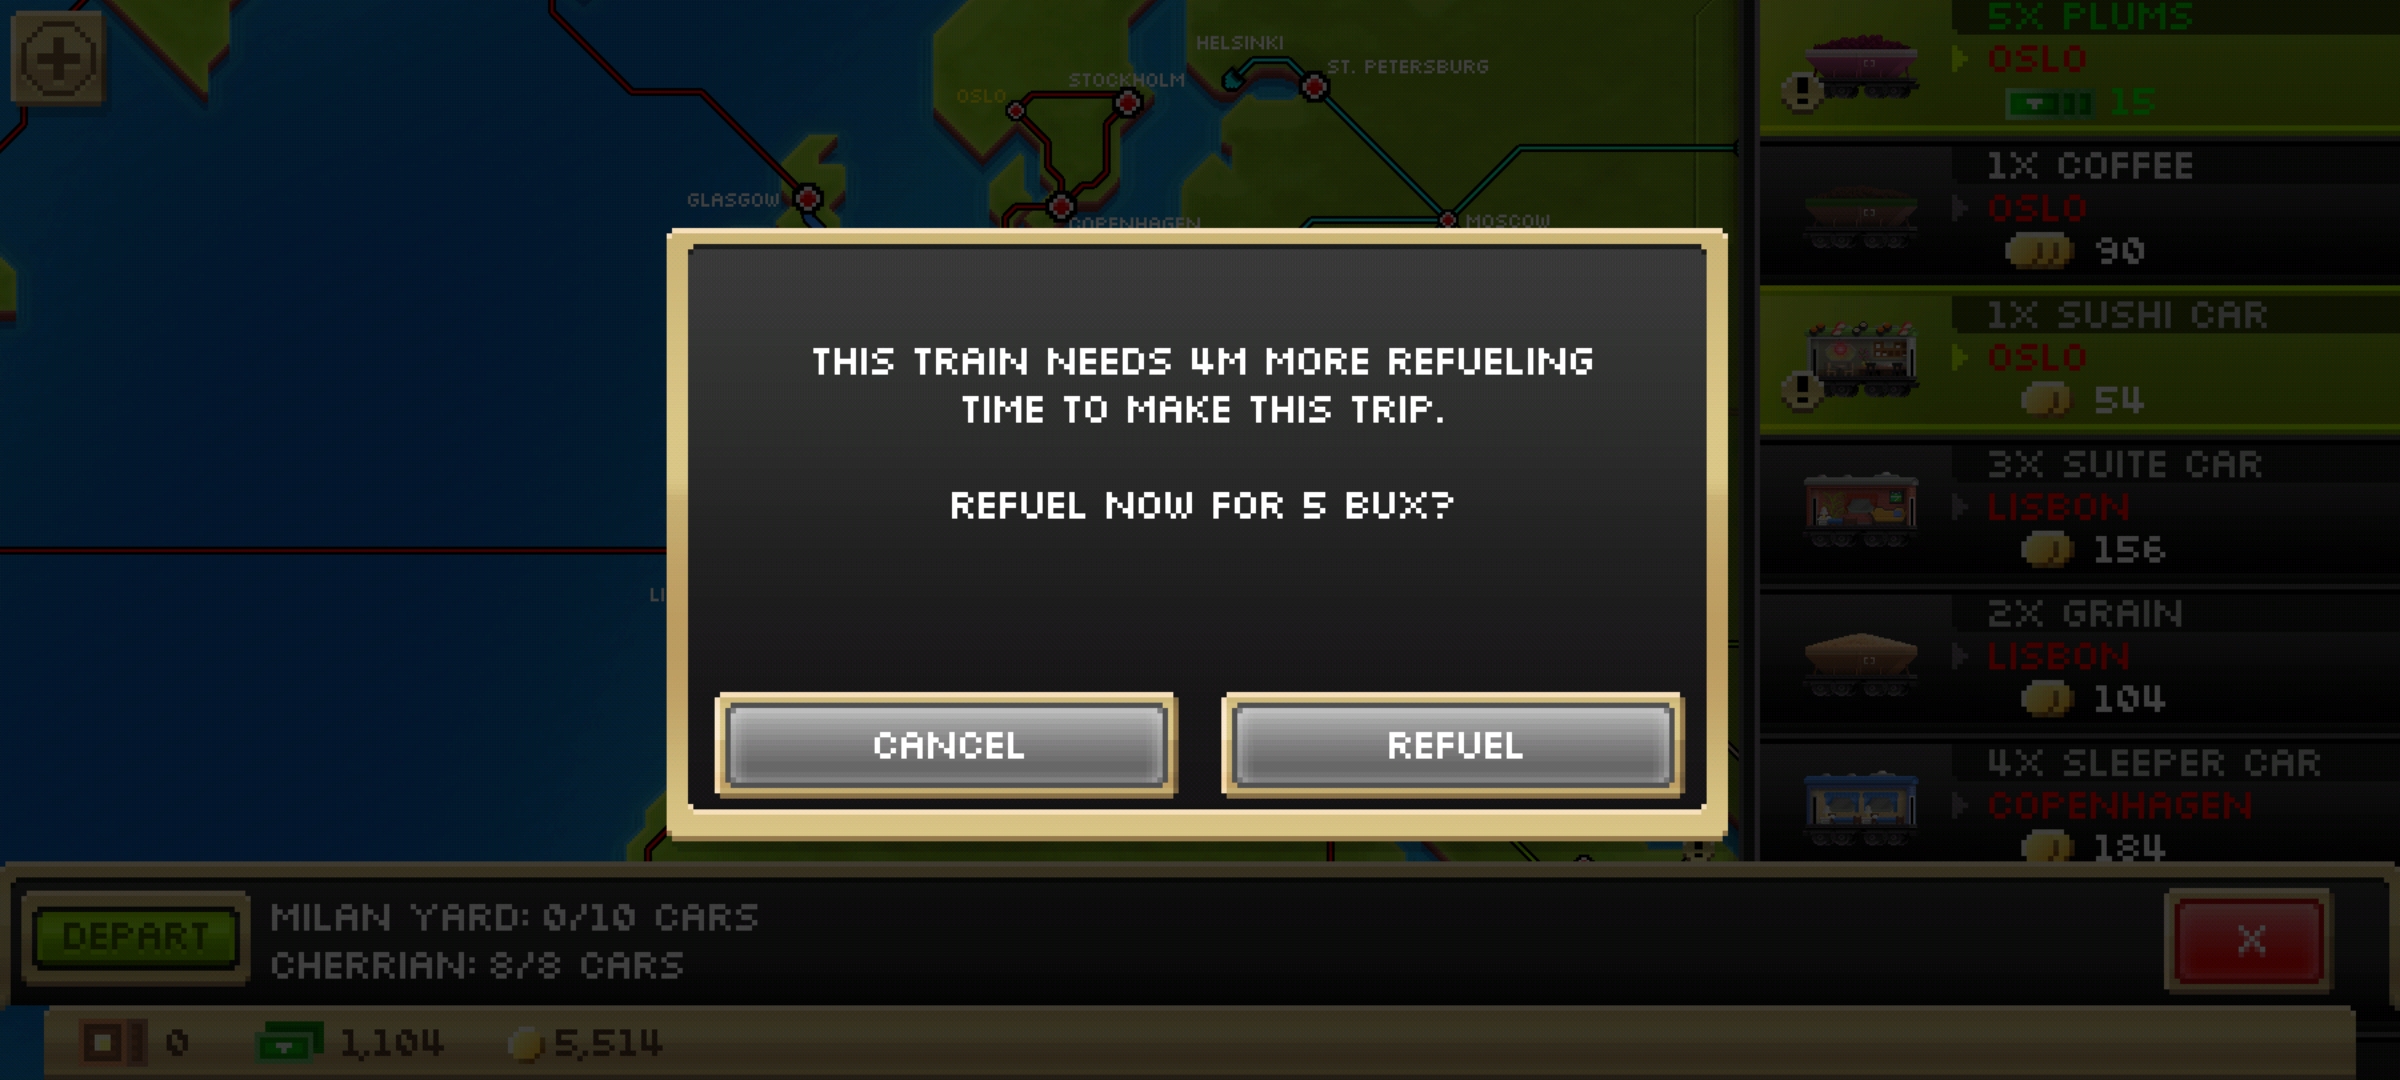 HELSINKI
ST. PETERSBURG
STOCKHOLM
OSLO
GLASGOW
COPENHAGEN
MOSCOW
LI
THIS TRAIN NEEDS 4M MORE REFUELING
TIME TO MAKE THIS TRIP.
REFUEL NOW FOR 5 BUX?
CANCEL
REFUEL
5X PLUMS
OSLO
15
1X COFFEE
OSLO
90
1X SUSHI CAR
OSLO
54
3X SUITE CAR
LISBON
156
2X GRAIN
LISBON
104
4X SLEEPER CAR
COPENHAGEN
184
DEPART
MILAN YARD: 0/10 CARS
CHERRIAN: 8/8 CARS
X
0
1,104
5,514